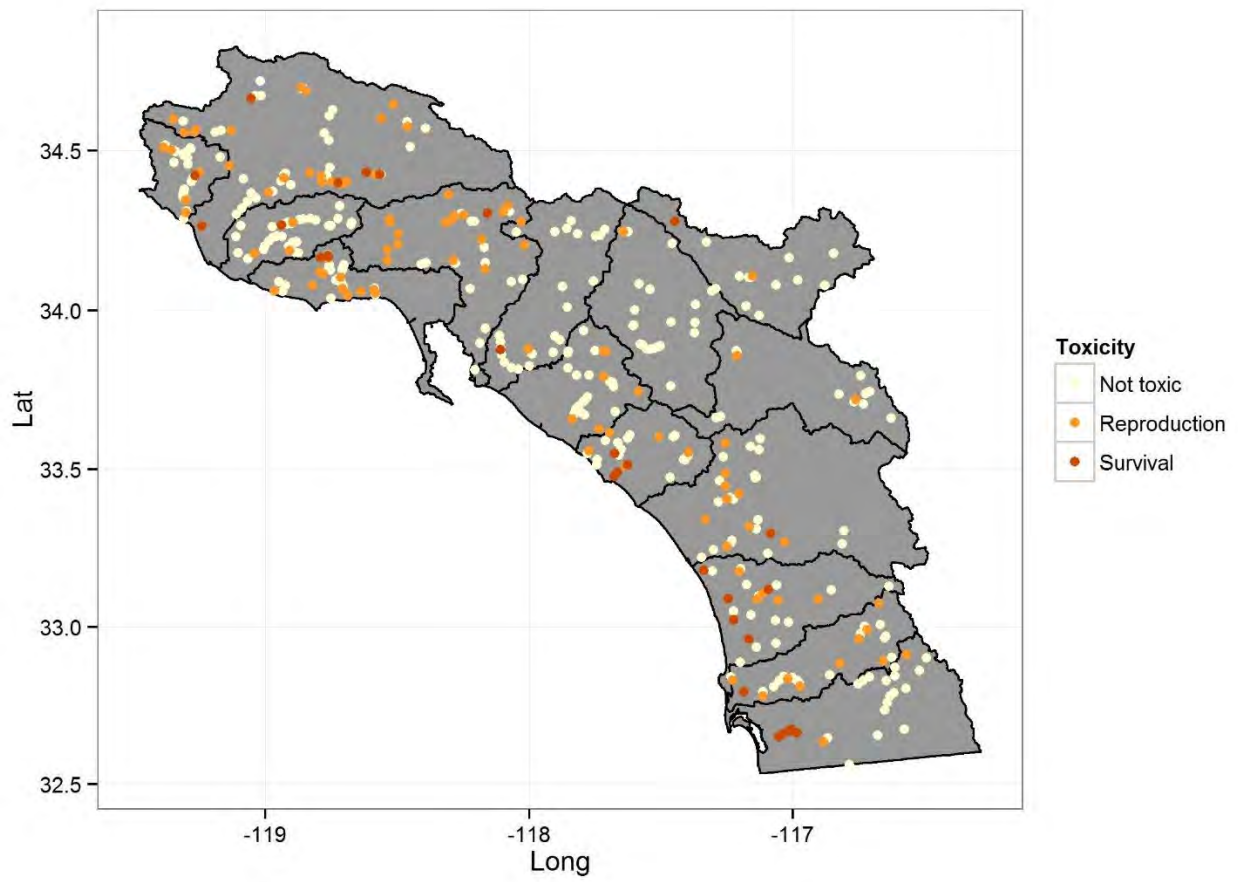 34.5
34.0
33.5
33.0
32.5
Lat
-119
-118
-117
Long
Toxicity
Not toxic
Reproduction
Survival